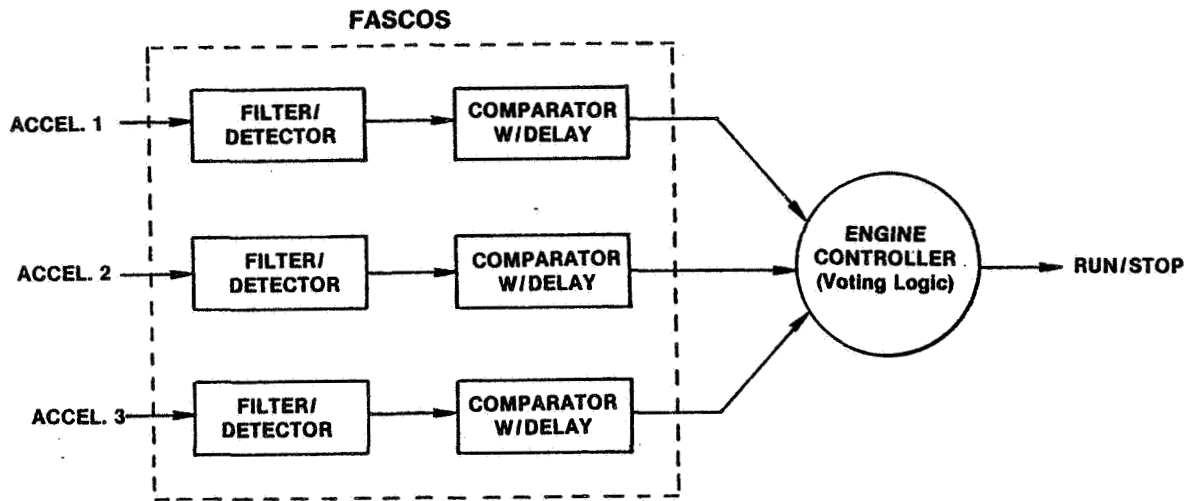 FASCOS
ACCEL. 1
FILTER/
DETECTOR
COMPARATOR
W/DELAY
ACCEL. 2
FILTER/
DETECTOR
COMPARATOR
W/DELAY
ENGINE
CONTROLLER
(Voting Logic)
RUN/STOP
ACCEL. 3
FILTER/
DETECTOR
COMPARATOR
W/DELAY